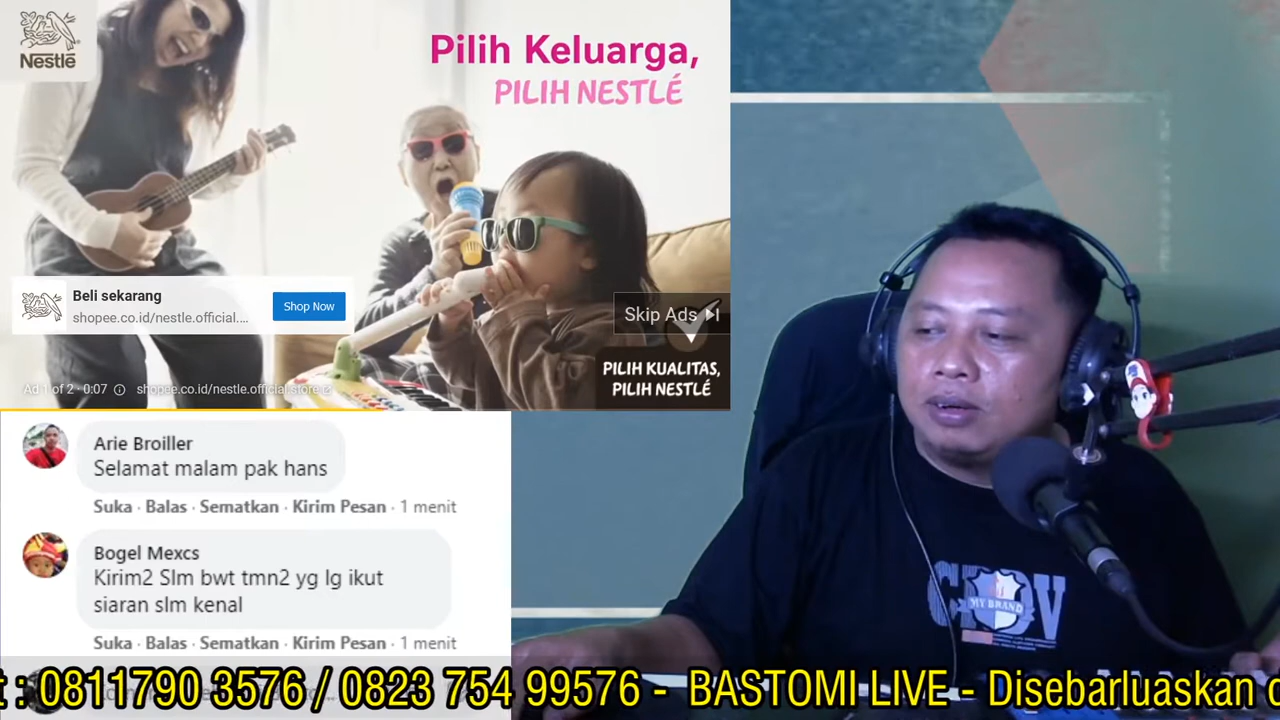 Nestlé
Pilih Keluarga,
PILIH NESTLÉ
Beli sekarang
shopee.co.id/nestle.official....
Shop Now
Skip Ads
PILIH KUALITAS,
PILIH NESTLÉ
Ad 1 of 2 · 0:07
shopee.co.id/nestle.official.store
Arie Broiller
Selamat malam pak hans
Suka · Balas · Sematkan · Kirim Pesan · 1 menit
Bogel Mexcs
Kirim2 Slm bwt tmn2 yg lg ikut
siaran slm kenal
Suka · Balas · Sematkan · Kirim Pesan · 1 menit
MY BRAND
t : 0811790 3576 / 0823 754 99576 - BASTOMI LIVE - Disebarluaskan